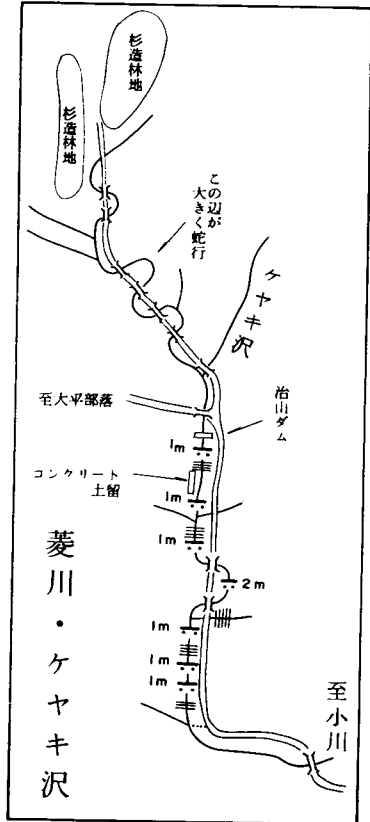 杉造林地
杉造林地
この辺が
大きく蛇行
ケヤキ沢
至大平部落
治山ダム
1m
コンクリート
土留
1m
1m
2m
1m
1m
1m
菱川・ケヤキ沢
至小川